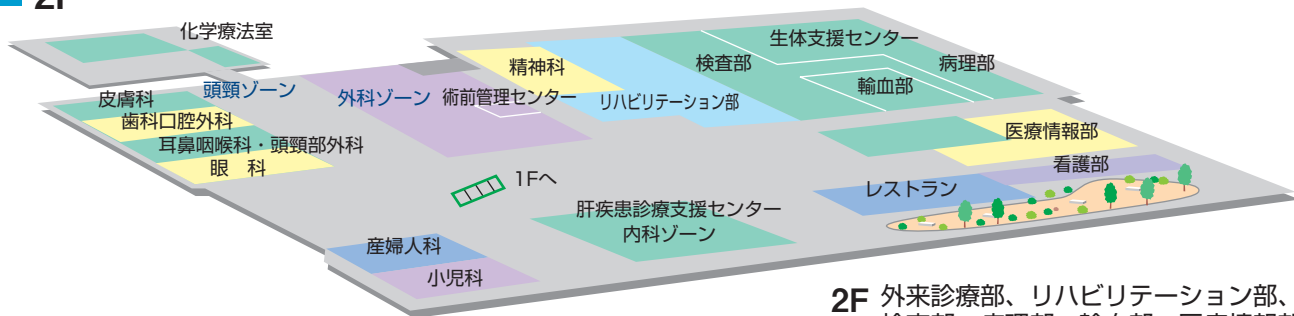 2F
化学療法室
生体支援センター
精神科
検査部
病理部
頭頸ゾーン
外科ゾーン
術前管理センター
リハビリテーション部
輸血部
皮膚科
歯科口腔外科
耳鼻咽喉科・頭頸部外科
眼　科
医療情報部
看護部
1Fへ
レストラン
肝疾患診療支援センター
内科ゾーン
産婦人科
小児科
2F 外来診療部、リハビリテーション部、